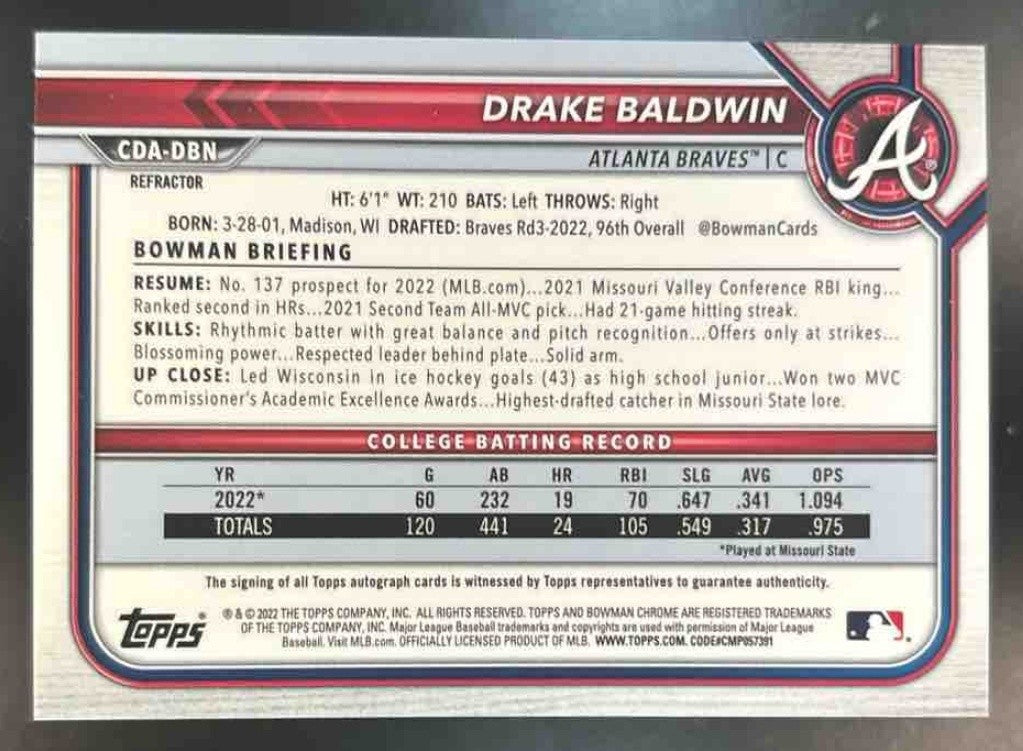 DRAKE BALDWIN
CDA-DBN
ATLANTA BRAVES™ | C
A®
REFRACTOR
HT: 6'1" WT: 210 BATS: Left THROWS: Right
BORN: 3-28-01, Madison, WI DRAFTED: Braves Rd3-2022, 96th Overall @BowmanCards
BOWMAN BRIEFING
RESUME: No. 137 prospect for 2022 (MLB.com)...2021 Missouri Valley Conference RBI king...
Ranked second in HRs...2021 Second Team All-MVC pick...Had 21-game hitting streak.
SKILLS: Rhythmic batter with great balance and pitch recognition...Offers only at strikes...
Blossoming power...Respected leader behind plate...Solid arm.
UP CLOSE: Led Wisconsin in ice hockey goals (43) as high school junior...Won two MVC
Commissioner's Academic Excellence Awards...Highest-drafted catcher in Missouri State lore.
COLLEGE BATTING RECORD
YR G AB HR RBI SLG AVG OPS
2022* 60 232 19 70 .647 .341 1.094
TOTALS 120 441 24 105 .549 .317 .975
*Played at Missouri State
The signing of all Topps autograph cards is witnessed by Topps representatives to guarantee authenticity.
Topps®
® & © 2022 THE TOPPS COMPANY, INC. ALL RIGHTS RESERVED. TOPPS AND BOWMAN CHROME ARE REGISTERED TRADEMARKS
OF THE TOPPS COMPANY, INC. Major League Baseball trademarks and copyrights are used with permission of Major League
Baseball. Visit MLB.com. OFFICIALLY LICENSED PRODUCT OF MLB. WWW.TOPPS.COM. CODE#CMP057391